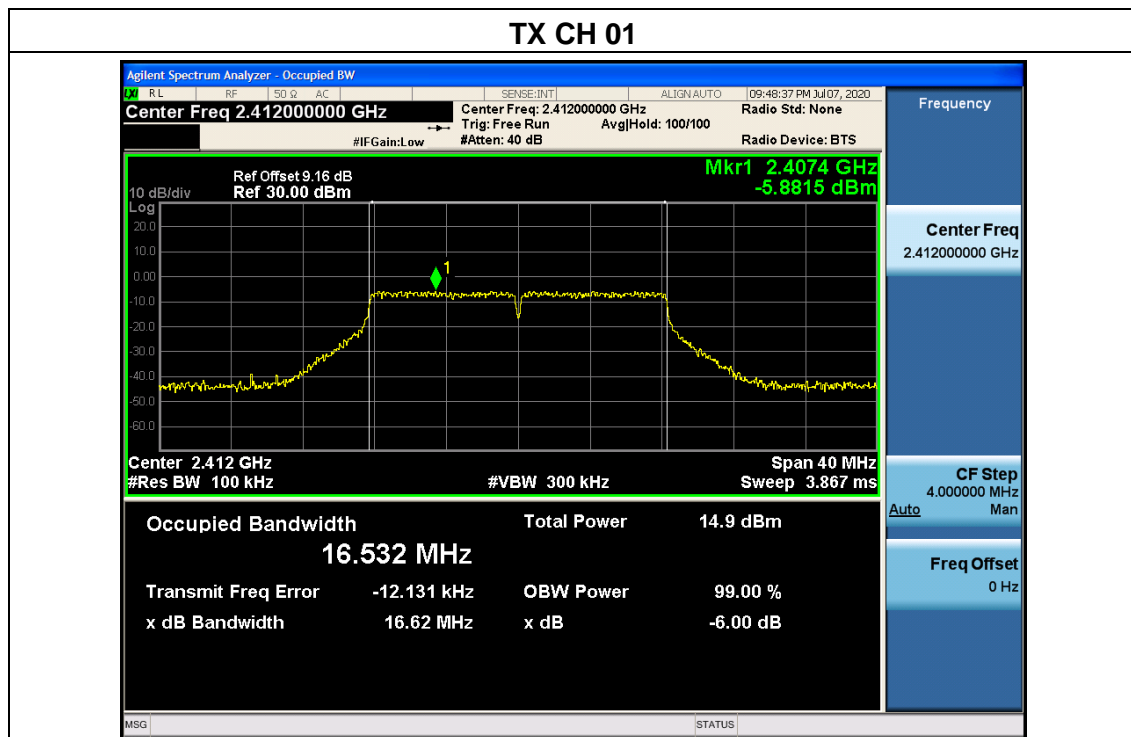 TX CH 01
Agilent Spectrum Analyzer - Occupied BW
LXI RL RF 50 Ω AC SENSE:INT ALIGN AUTO 09:48:37 PM Jul 07, 2020
Center Freq 2.412000000 GHz
Center Freq: 2.412000000 GHz
Radio Std: None
Trig: Free Run Avg|Hold: 100/100
#IFGain:Low #Atten: 40 dB Radio Device: BTS
Frequency
Mkr1 2.4074 GHz
-5.8815 dBm
Ref Offset 9.16 dB
10 dB/div Ref 30.00 dBm
Log
20.0
10.0
0.00
-10.0
-20.0
-30.0
-40.0
-50.0
-60.0
1
Center 2.412 GHz Span 40 MHz
#Res BW 100 kHz #VBW 300 kHz Sweep 3.867 ms
Center Freq
2.412000000 GHz
CF Step
4.000000 MHz
Auto Man
Freq Offset
0 Hz
Occupied Bandwidth Total Power 14.9 dBm
16.532 MHz
Transmit Freq Error -12.131 kHz OBW Power 99.00 %
x dB Bandwidth 16.62 MHz x dB -6.00 dB
MSG STATUS